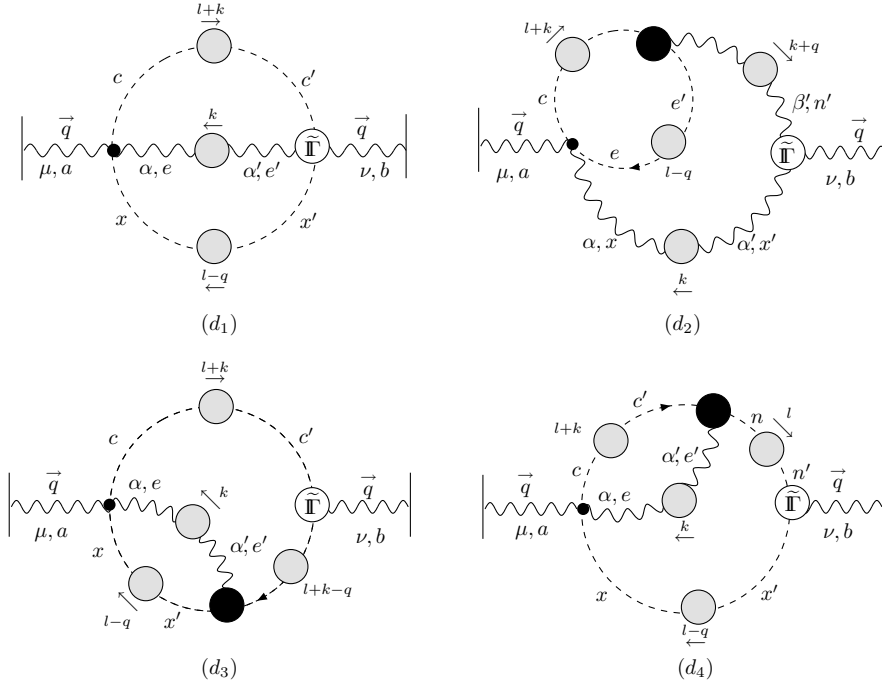 l+k
→
c
c′
→
q
k
←
Γ̃
→
q
μ, a
α, e
α′, e′
ν, b
x
x′
l−q
←
(d₁)
l+k
k+q
c
e′
β′, n′
→
q
e
Γ̃
→
q
μ, a
l−q
ν, b
α, x
α′, x′
k
←
(d₂)
l+k
→
c
c′
→
q
α, e
k
Γ̃
→
q
μ, a
α′, e′
ν, b
x
l+k−q
l−q
x′
(d₃)
c′
n
l
l+k
α′, e′
c
n′
→
q
α, e
Γ̃
→
q
μ, a
k
←
ν, b
x
x′
l−q
←
(d₄)